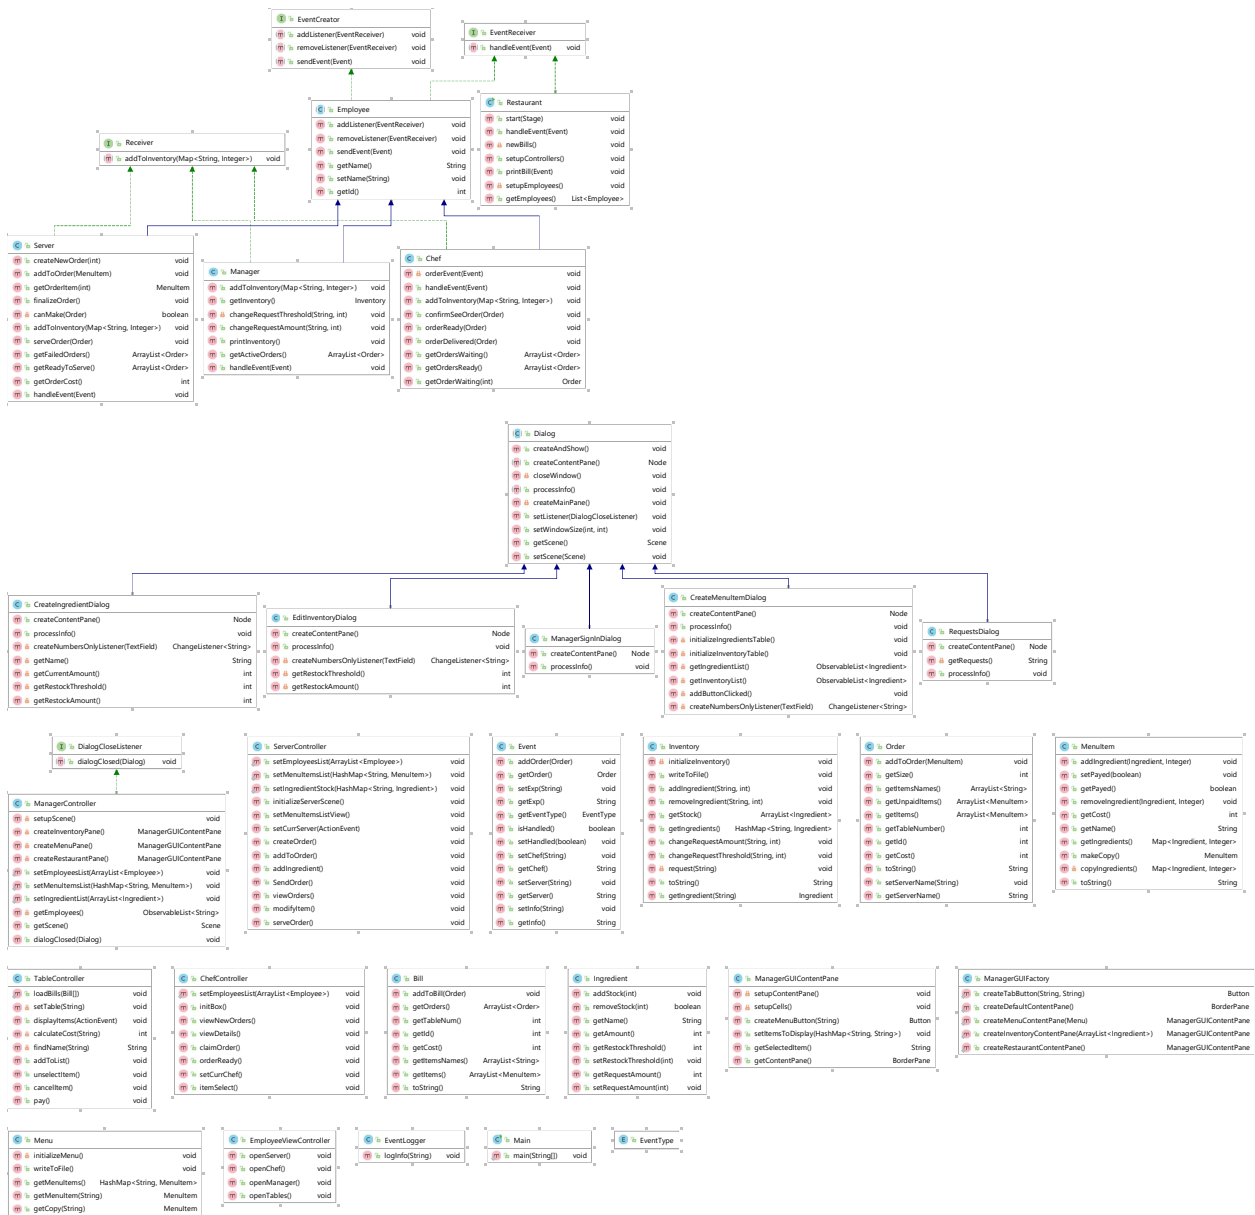 EventCreator
addListener(EventReceiver) void
removeListener(EventReceiver) void
sendEvent(Event) void
EventReceiver
handleEvent(Event) void
Employee
addListener(EventReceiver) void
removeListener(EventReceiver) void
sendEvent(Event) void
getName() String
setName(String) void
getId() int
Restaurant
start(Stage) void
handleEvent(Event) void
newBills() void
setupControllers() void
printBill(Event) void
setupEmployees() void
getEmployees() List<Employee>
Receiver
addToInventory(Map<String, Integer>) void
Server
createNewOrder(int) void
addToOrder(MenuItem) void
getOrderItem(int) MenuItem
finalizeOrder() void
canMake(Order) boolean
addToInventory(Map<String, Integer>) void
serveOrder(Order) void
getFailedOrders() ArrayList<Order>
getReadyToServe() ArrayList<Order>
getOrderCost() int
handleEvent(Event) void
Manager
addToInventory(Map<String, Integer>) void
getInventory() Inventory
changeRequestThreshold(String, int) void
changeRequestAmount(String, int) void
printInventory() void
getActiveOrders() ArrayList<Order>
handleEvent(Event) void
Chef
orderEvent(Event) void
handleEvent(Event) void
addToInventory(Map<String, Integer>) void
confirmSeeOrder(Order) void
orderReady(Order) void
orderDelivered(Order) void
getOrdersWaiting() ArrayList<Order>
getOrdersReady() ArrayList<Order>
getOrderWaiting(int) Order
Dialog
createAndShow() void
createContentPane() Node
closeWindow() void
processInfo() void
createMainPane() void
setListener(DialogCloseListener) void
setWindowSize(int, int) void
getScene() Scene
setScene(Scene) void
CreateIngredientDialog
createContentPane() Node
processInfo() void
createNumbersOnlyListener(TextField) ChangeListener<String>
getName() String
getCurrentAmount() int
getRestockThreshold() int
getRestockAmount() int
EditInventoryDialog
createContentPane() Node
processInfo() void
createNumbersOnlyListener(TextField) ChangeListener<String>
getRestockThreshold() int
getRestockAmount() int
ManagerSignInDialog
createContentPane() Node
processInfo() void
CreateMenuItemDialog
createContentPane() Node
processInfo() void
initializeIngredientsTable() void
initializeInventoryTable() void
getIngredientList() ObservableList<Ingredient>
getInventoryList() ObservableList<Ingredient>
addButtonClicked() void
createNumbersOnlyListener(TextField) ChangeListener<String>
RequestsDialog
createContentPane() Node
getRequests() String
processInfo() void
DialogCloseListener
dialogClosed(Dialog) void
ManagerController
setupScene() void
createInventoryPane() ManagerGUIContentPane
createMenuPane() ManagerGUIContentPane
createRestaurantPane() ManagerGUIContentPane
setEmployeesList(ArrayList<Employee>) void
setMenuItemsList(HashMap<String, MenuItem>) void
setIngredientList(ArrayList<Ingredient>) void
getEmployees() ObservableList<String>
getScene() Scene
dialogClosed(Dialog) void
ServerController
setEmployeesList(ArrayList<Employee>) void
setMenuItemsList(HashMap<String, MenuItem>) void
setIngredientStock(HashMap<String, Ingredient>) void
initializeServerScene() void
setMenuItemsListView() void
setCurrServer(ActionEvent) void
createOrder() void
addToOrder() void
addIngredient() void
SendOrder() void
viewOrders() void
modifyItem() void
serveOrder() void
Event
addOrder(Order) void
getOrder() Order
setExp(String) void
getExp() String
getEventType() EventType
isHandled() boolean
setHandled(boolean) void
setChef(String) void
getChef() String
setServer(String) void
getServer() String
setInfo(String) void
getInfo() String
Inventory
initializeInventory() void
writeToFile() void
addIngredient(String, int) void
removeIngredient(String, int) void
getStock() ArrayList<Ingredient>
getIngredients() HashMap<String, Ingredient>
changeRequestAmount(String, int) void
changeRequestThreshold(String, int) void
request(String) void
toString() String
getIngredient(String) Ingredient
Order
addToOrder(MenuItem) void
getSize() int
getItemsNames() ArrayList<String>
getUnpaidItems() ArrayList<MenuItem>
getItems() ArrayList<MenuItem>
getTableNumber() int
getId() int
getCost() int
toString() String
setServerName(String) void
getServerName() String
MenuItem
addIngredient(Ingredient, Integer) void
setPayed(boolean) void
getPayed() boolean
removeIngredient(Ingredient, Integer) void
getCost() int
getName() String
getIngredients() Map<Ingredient, Integer>
makeCopy() MenuItem
copyIngredients() Map<Ingredient, Integer>
toString() String
TableController
loadBills(Bill[]) void
setTable(String) void
displayItems(ActionEvent) void
calculateCost(String) int
findName(String) String
addToList() void
unselectItem() void
cancelItem() void
pay() void
ChefController
setEmployeesList(ArrayList<Employee>) void
initBox() void
viewNewOrders() void
viewDetails() void
claimOrder() void
orderReady() void
setCurrChef() void
itemSelect() void
Bill
addToBill(Order) void
getOrders() ArrayList<Order>
getTableNum() int
getId() int
getCost() int
getItemsNames() ArrayList<String>
getItems() ArrayList<MenuItem>
toString() String
Ingredient
addStock(int) void
removeStock(int) boolean
getName() String
getAmount() int
getRestockThreshold() int
setRestockThreshold(int) void
getRequestAmount() int
setRequestAmount(int) void
ManagerGUIContentPane
setupContentPane() void
setupCells() void
createMenuButton(String) Button
setItemsToDisplay(HashMap<String, String>) void
getSelectedItem() String
getContentPane() BorderPane
ManagerGUIFactory
createTabButton(String, String) Button
createDefaultContentPane() BorderPane
createMenuContentPane(Menu) ManagerGUIContentPane
createInventoryContentPane(ArrayList<Ingredient>) ManagerGUIContentPane
createRestaurantContentPane() ManagerGUIContentPane
Menu
initializeMenu() void
writeToFile() void
getMenuItems() HashMap<String, MenuItem>
getMenuItem(String) MenuItem
getCopy(String) MenuItem
EmployeeViewController
openServer() void
openChef() void
openManager() void
openTables() void
EventLogger
logInfo(String) void
Main
main(String[]) void
EventType